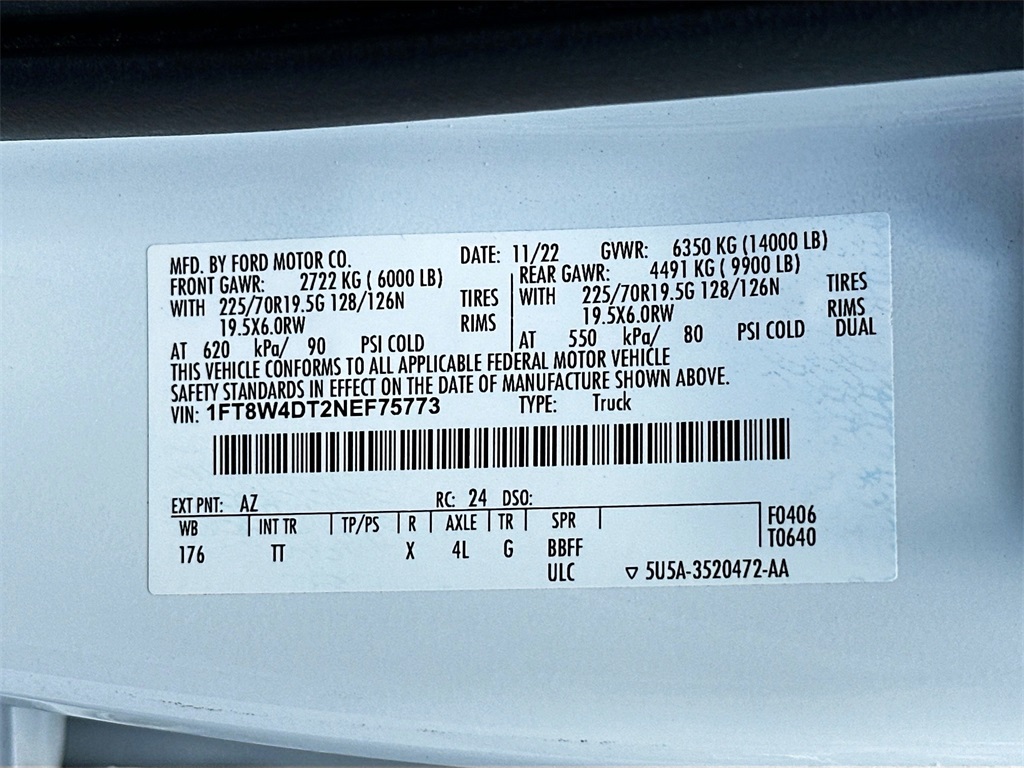 MFD. BY FORD MOTOR CO. DATE: 11/22 GVWR: 6350 KG (14000 LB)
FRONT GAWR: 2722 KG ( 6000 LB) REAR GAWR: 4491 KG ( 9900 LB)
WITH 225/70R19.5G 128/126N TIRES WITH 225/70R19.5G 128/126N TIRES
19.5X6.0RW RIMS 19.5X6.0RW RIMS
AT 620 kPa/ 90 PSI COLD AT 550 kPa/ 80 PSI COLD DUAL
THIS VEHICLE CONFORMS TO ALL APPLICABLE FEDERAL MOTOR VEHICLE
SAFETY STANDARDS IN EFFECT ON THE DATE OF MANUFACTURE SHOWN ABOVE.
VIN: 1FT8W4DT2NEF75773 TYPE: Truck
EXT PNT: AZ RC: 24 DSO:
WB INT TR TP/PS R AXLE TR SPR F0406
176 TT X 4L G BBFF T0640
ULC ▽ 5U5A-3520472-AA